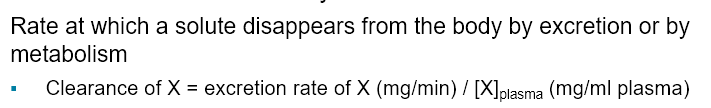 Rate at which a solute disappears from the body by excretion or by
metabolism
▪ Clearance of X = excretion rate of X (mg/min) / [X]plasma (mg/ml plasma)